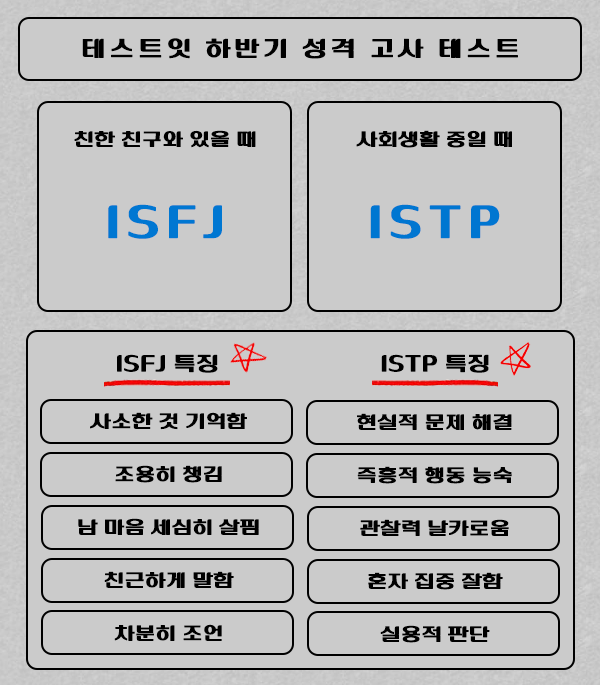 테스트잇 하반기 성격 고사 테스트
친한 친구와 있을 때
ISFJ
사회생활 중일 때
ISTP
ISFJ 특징
ISTP 특징
사소한 것 기억함
현실적 문제 해결
조용히 챙김
즉흥적 행동 능숙
남 마음 세심히 살핌
관찰력 날카로움
친근하게 말함
혼자 집중 잘함
차분히 조언
실용적 판단